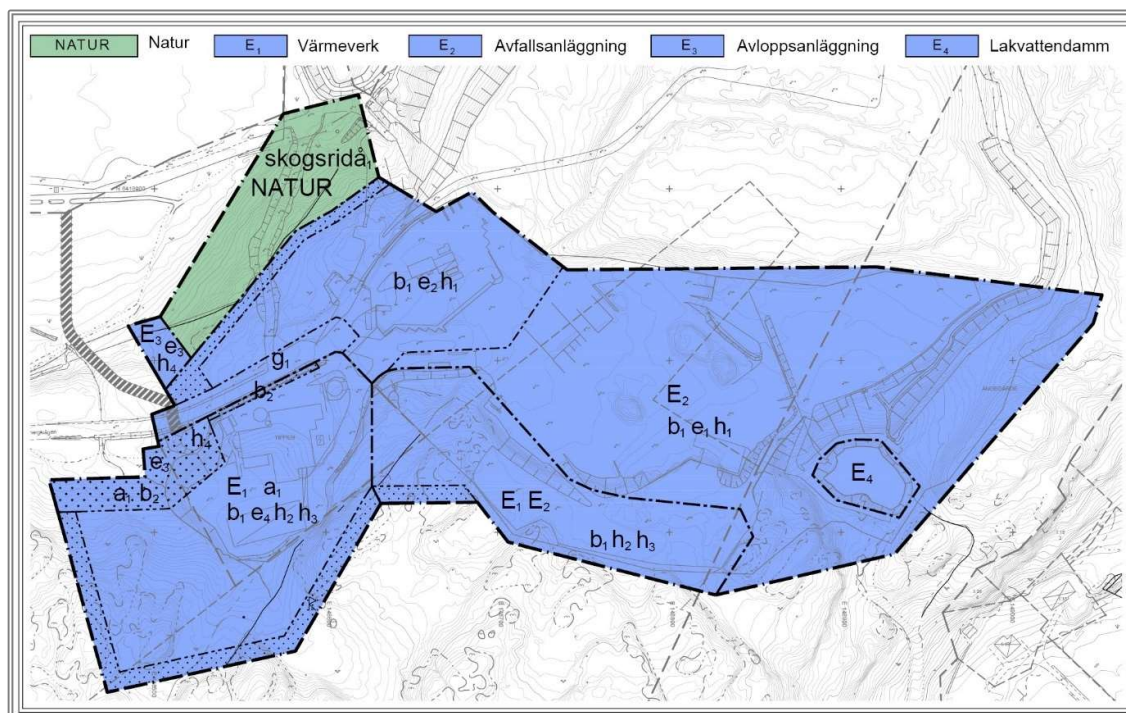 NATUR Natur E1 Värmeverk E2 Avfallsanläggning E3 Avloppsanläggning E4 Lakvattendamm
skogsridå1
NATUR
b1 e2 h1
E3 e3
h4
g1
b2
h4
e3
a1 b2
E1 a1
b1 e4 h2 h3
E2
b1 e1 h1
E4
E1 E2
b1 h2 h3